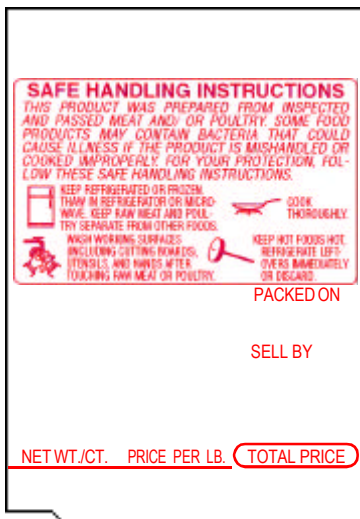 SAFE HANDLING INSTRUCTIONS
THIS PRODUCT WAS PREPARED FROM INSPECTED
AND PASSED MEAT AND/ OR POULTRY. SOME FOOD
PRODUCTS MAY CONTAIN BACTERIA THAT COULD
CAUSE ILLNESS IF THE PRODUCT IS MISHANDLED OR
COOKED IMPROPERLY. FOR YOUR PROTECTION, FOL-
LOW THESE SAFE HANDLING INSTRUCTIONS.
KEEP REFRIGERATED OR FROZEN.
THAW IN REFRIGERATOR OR MICRO-
WAVE. KEEP RAW MEAT AND POUL-
TRY SEPARATE FROM OTHER FOODS.
COOK
THOROUGHLY.
WASH WORKING SURFACES
(INCLUDING CUTTING BOARDS),
UTENSILS, AND HANDS AFTER
TOUCHING RAW MEAT OR POULTRY.
KEEP HOT FOODS HOT.
REFRIGERATE LEFT-
OVERS IMMEDIATELY
OR DISCARD.
PACKED ON
SELL BY
NET WT./CT. PRICE PER LB. TOTAL PRICE